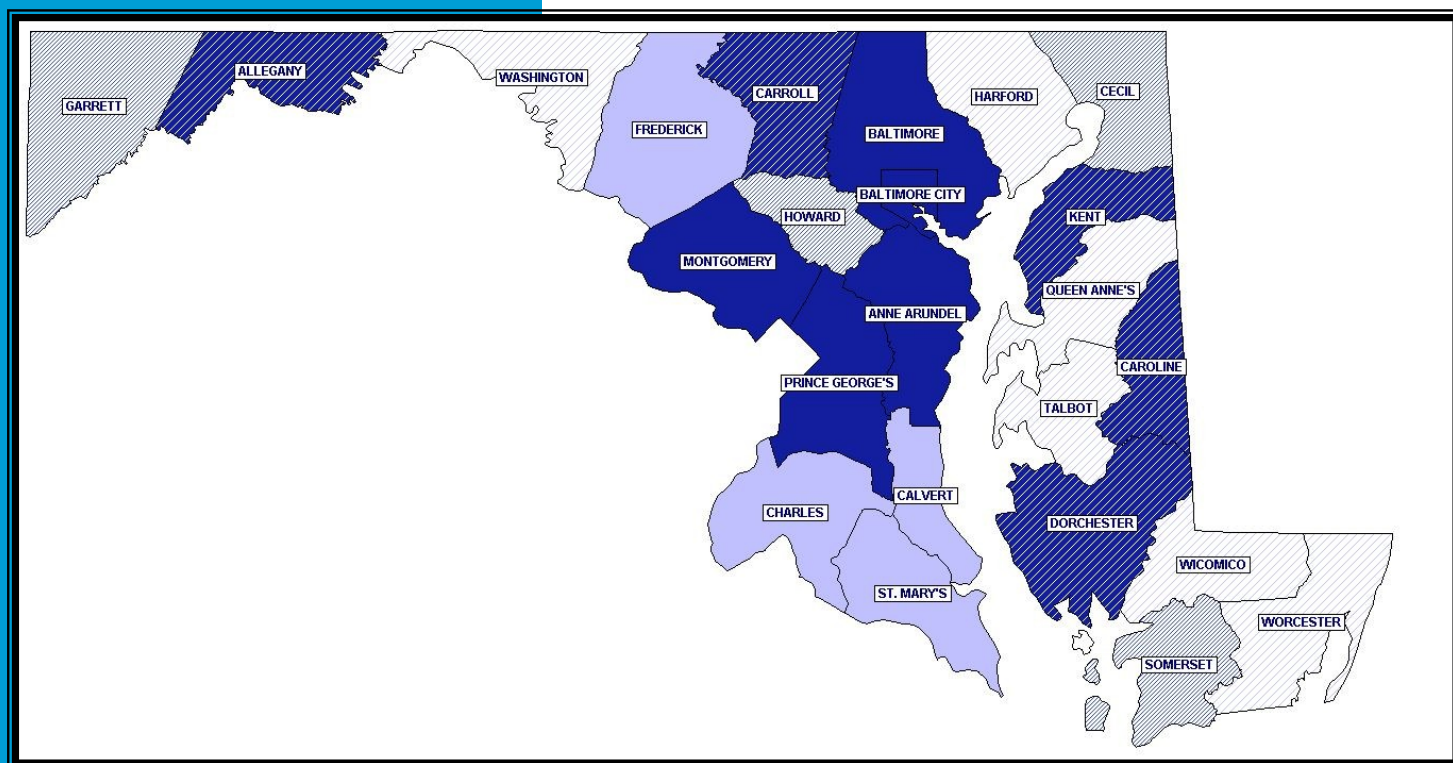 ALLEGANY
WASHINGTON
GARRETT
CARROLL
HARFORD
CECIL
FREDERICK
BALTIMORE
BALTIMORE CITY
HOWARD
KENT
MONTGOMERY
QUEEN ANNE'S
ANNE ARUNDEL
CAROLINE
PRINCE GEORGE'S
TALBOT
CALVERT
CHARLES
DORCHESTER
WICOMICO
ST. MARY'S
WORCESTER
SOMERSET